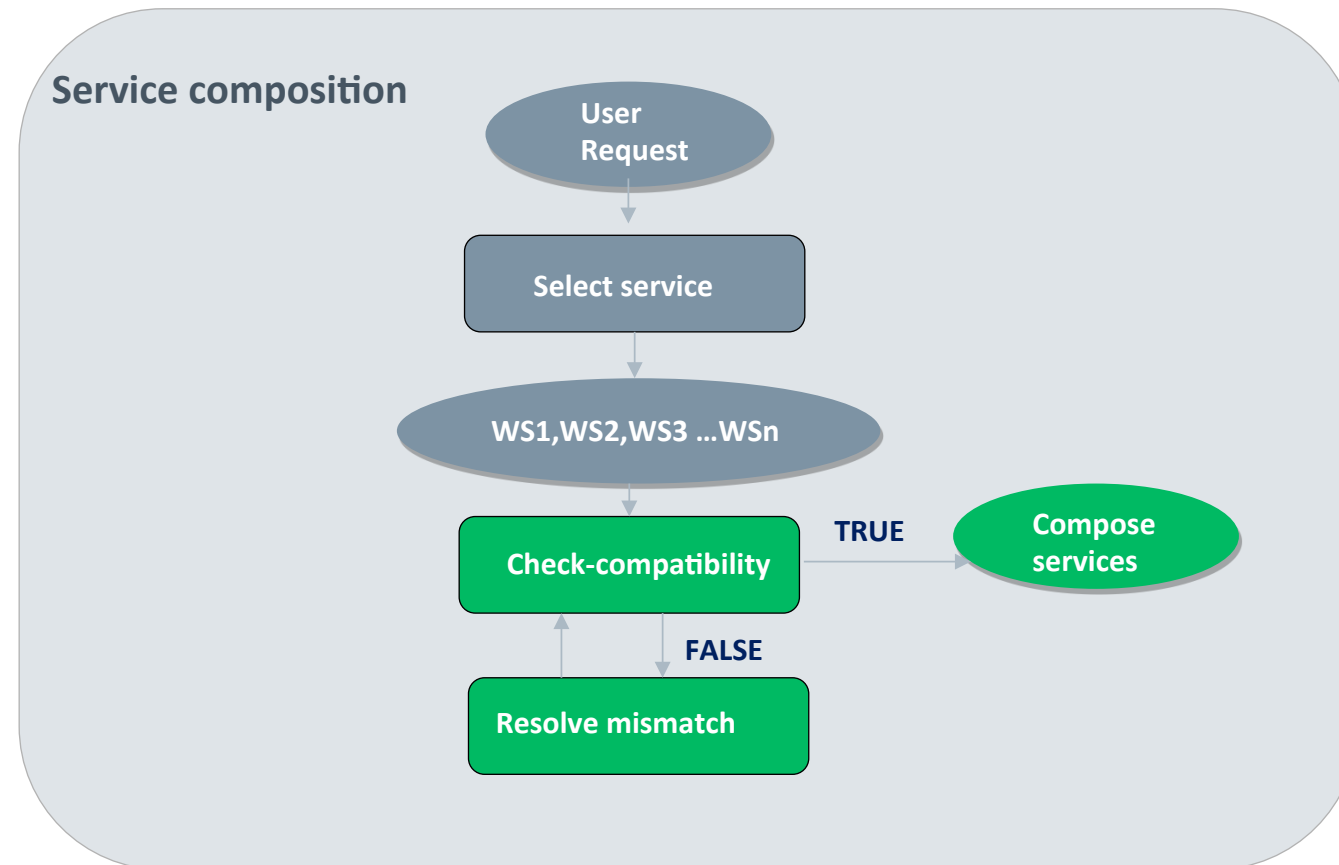 Service composition
User
Request
Select service
WS1,WS2,WS3 ...WSn
Check-compatibility
TRUE
Compose
services
FALSE
Resolve mismatch